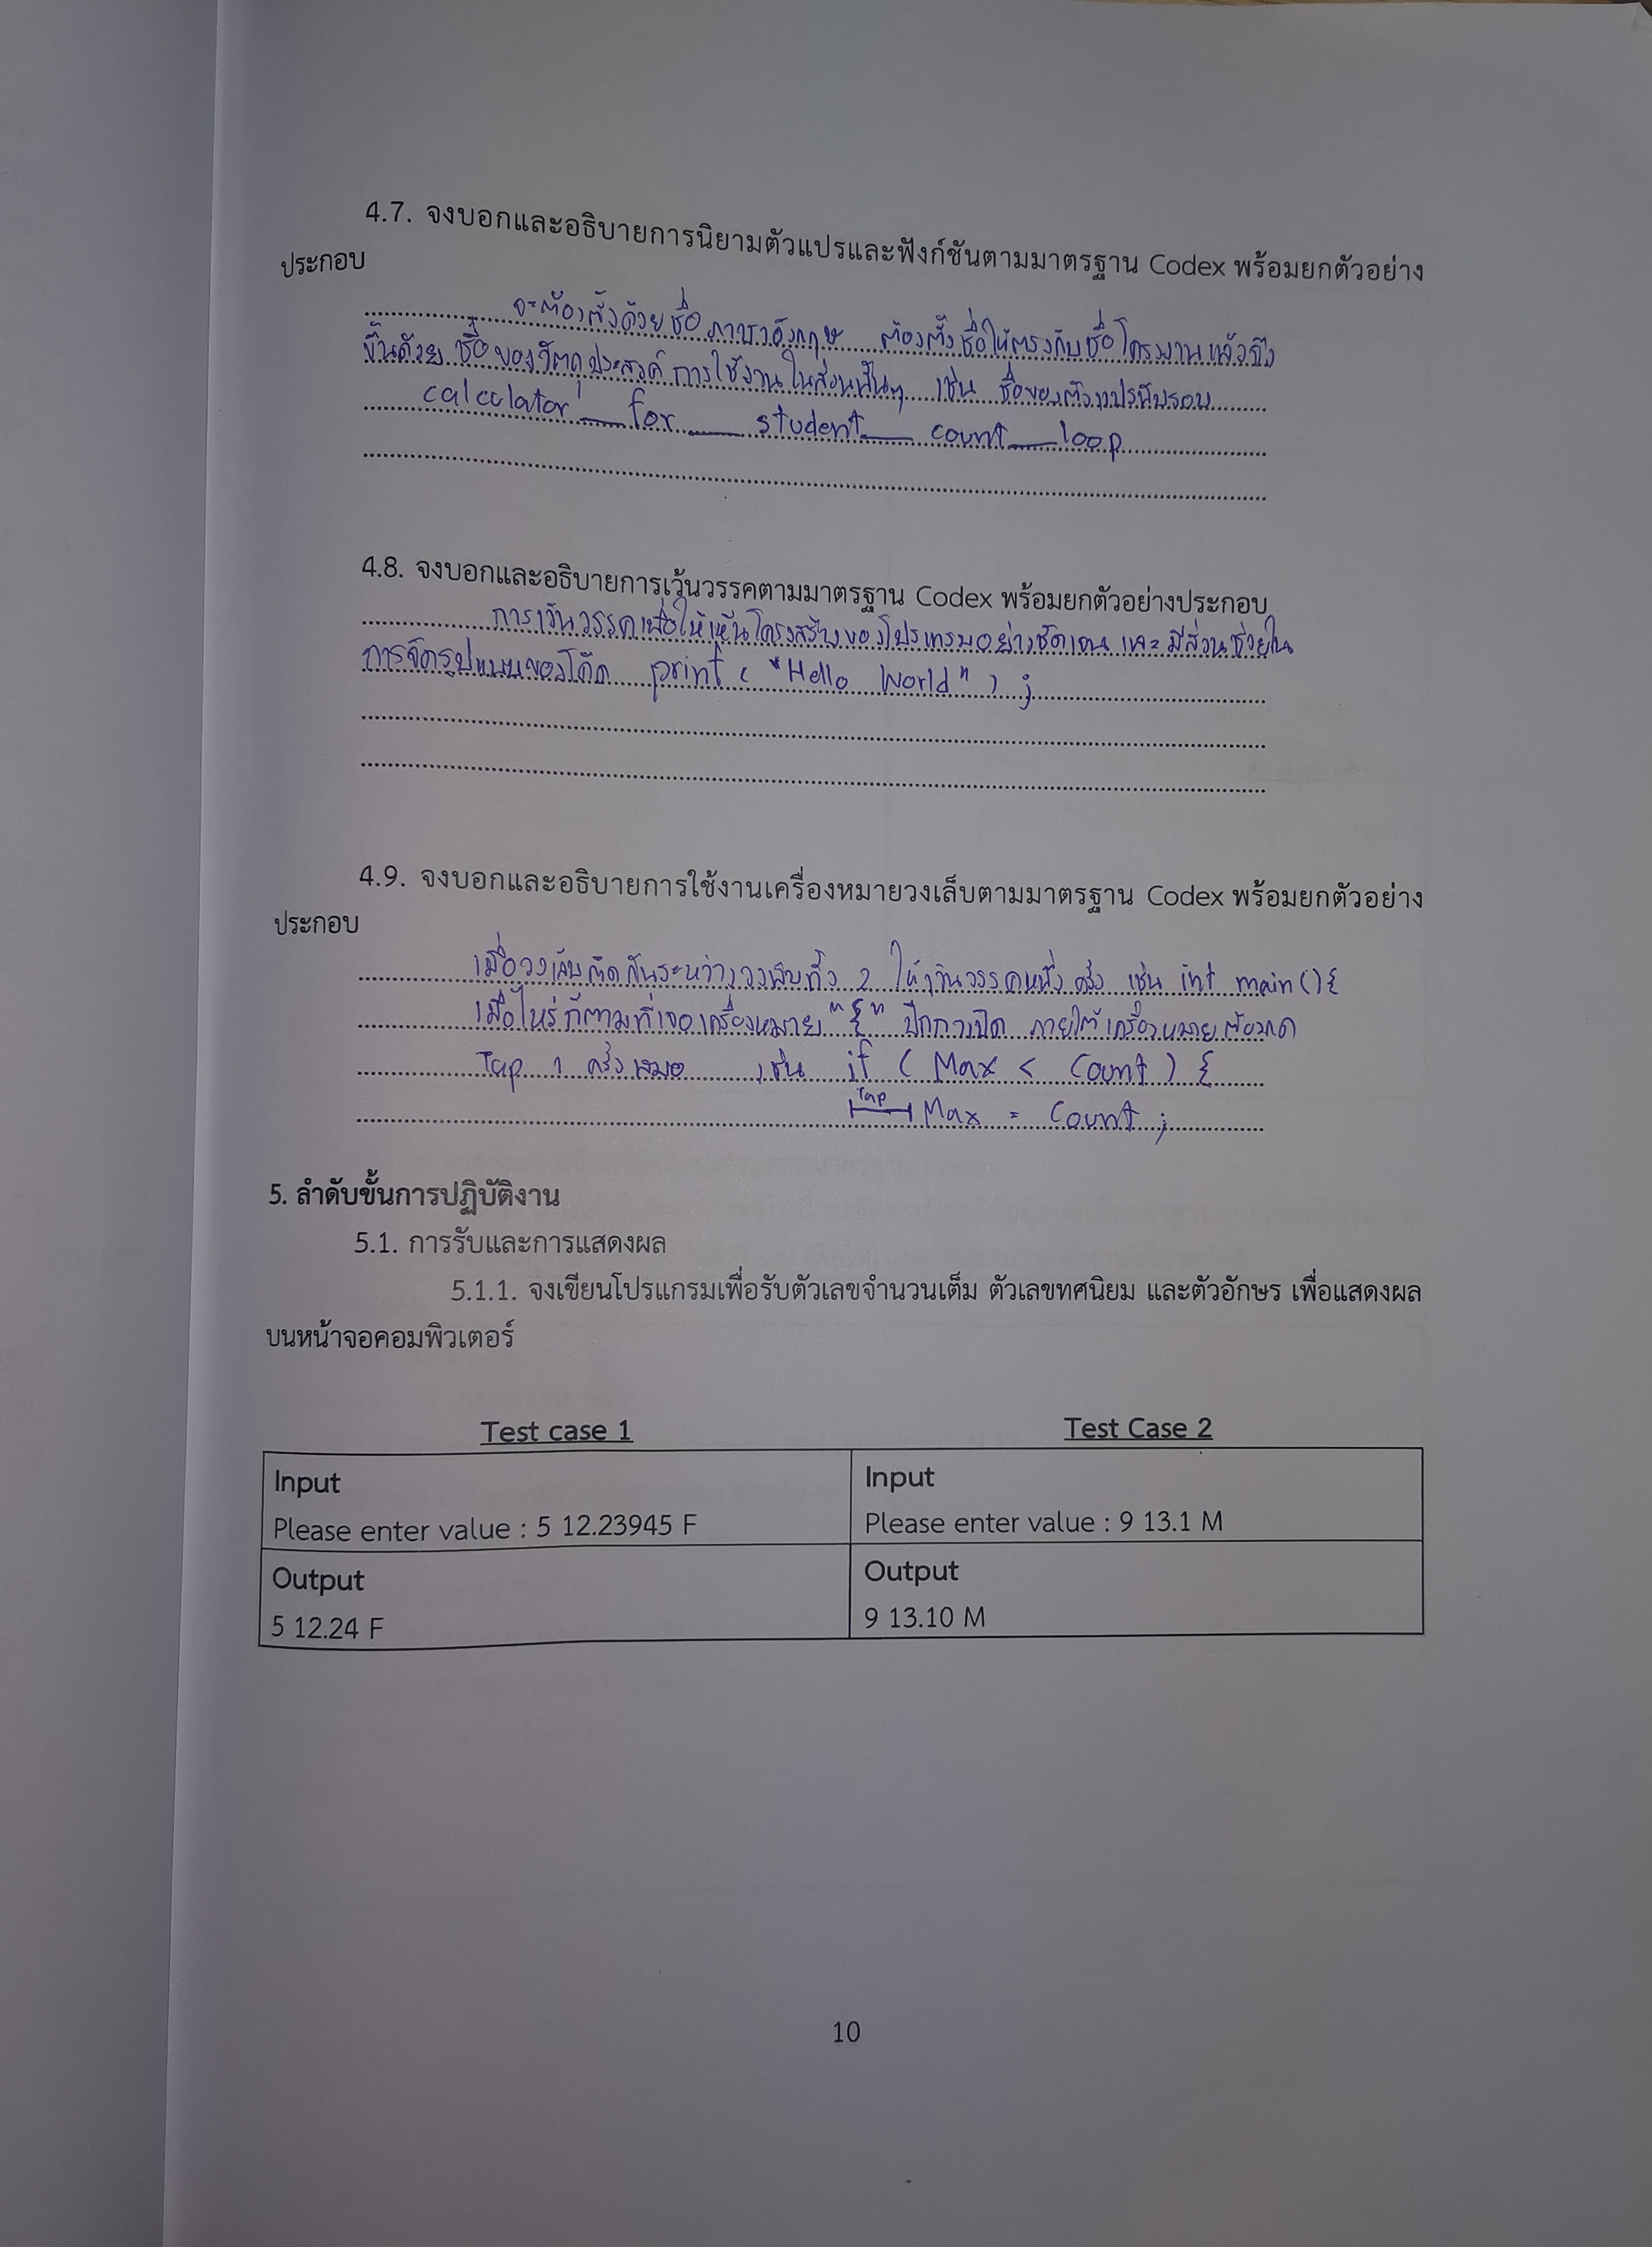 4.7. จงบอกและอธิบายการนิยามตัวแปรและฟังก์ชันตามมาตรฐาน Codex พร้อมยกตัวอย่าง
ประกอบ
จะต้องตั้งด้วยชื่อภาษาอังกฤษ ต้องตั้งชื่อให้ตรงกับชื่อโครงงานแล้วถึง
ขั้นด้วย ชื่อของวัตถุประสงค์ การใช้งานในส่วนนั้นๆ เช่น ชื่อของตัวแปรนับรอบ
calculator_for_student_count_loop
4.8. จงบอกและอธิบายการเว้นวรรคตามมาตรฐาน Codex พร้อมยกตัวอย่างประกอบ
การเว้นวรรคเพื่อให้เห็นโครงสร้างของโปรแกรมอย่างชัดเจน และมีส่วนช่วยใน
การจัดรูปแบบของโค้ด print ( "Hello World" ) ;
4.9. จงบอกและอธิบายการใช้งานเครื่องหมายวงเล็บตามมาตรฐาน Codex พร้อมยกตัวอย่าง
ประกอบ
เมื่อวงเล็บติดกันระหว่างวงเล็บทั้ง 2 ให้เว้นวรรคหนึ่งครั้ง เช่น int main(){
เมื่อไหร่ก็ตามที่เจอเครื่องหมาย "{" ปีกกาเปิด ภายใต้เครื่องหมายต้องกด
Tap 1 ครั้งเสมอ เช่น if ( Max < Count ) {
Tap Max = Count ;
5. ลำดับขั้นการปฏิบัติงาน
5.1. การรับและการแสดงผล
5.1.1. จงเขียนโปรแกรมเพื่อรับตัวเลขจำนวนเต็ม ตัวเลขทศนิยม และตัวอักษร เพื่อแสดงผล
บนหน้าจอคอมพิวเตอร์
Test case 1
Input
Please enter value : 5 12.23945 F
Output
5 12.24 F
Test Case 2
Input
Please enter value : 9 13.1 M
Output
9 13.10 M
10